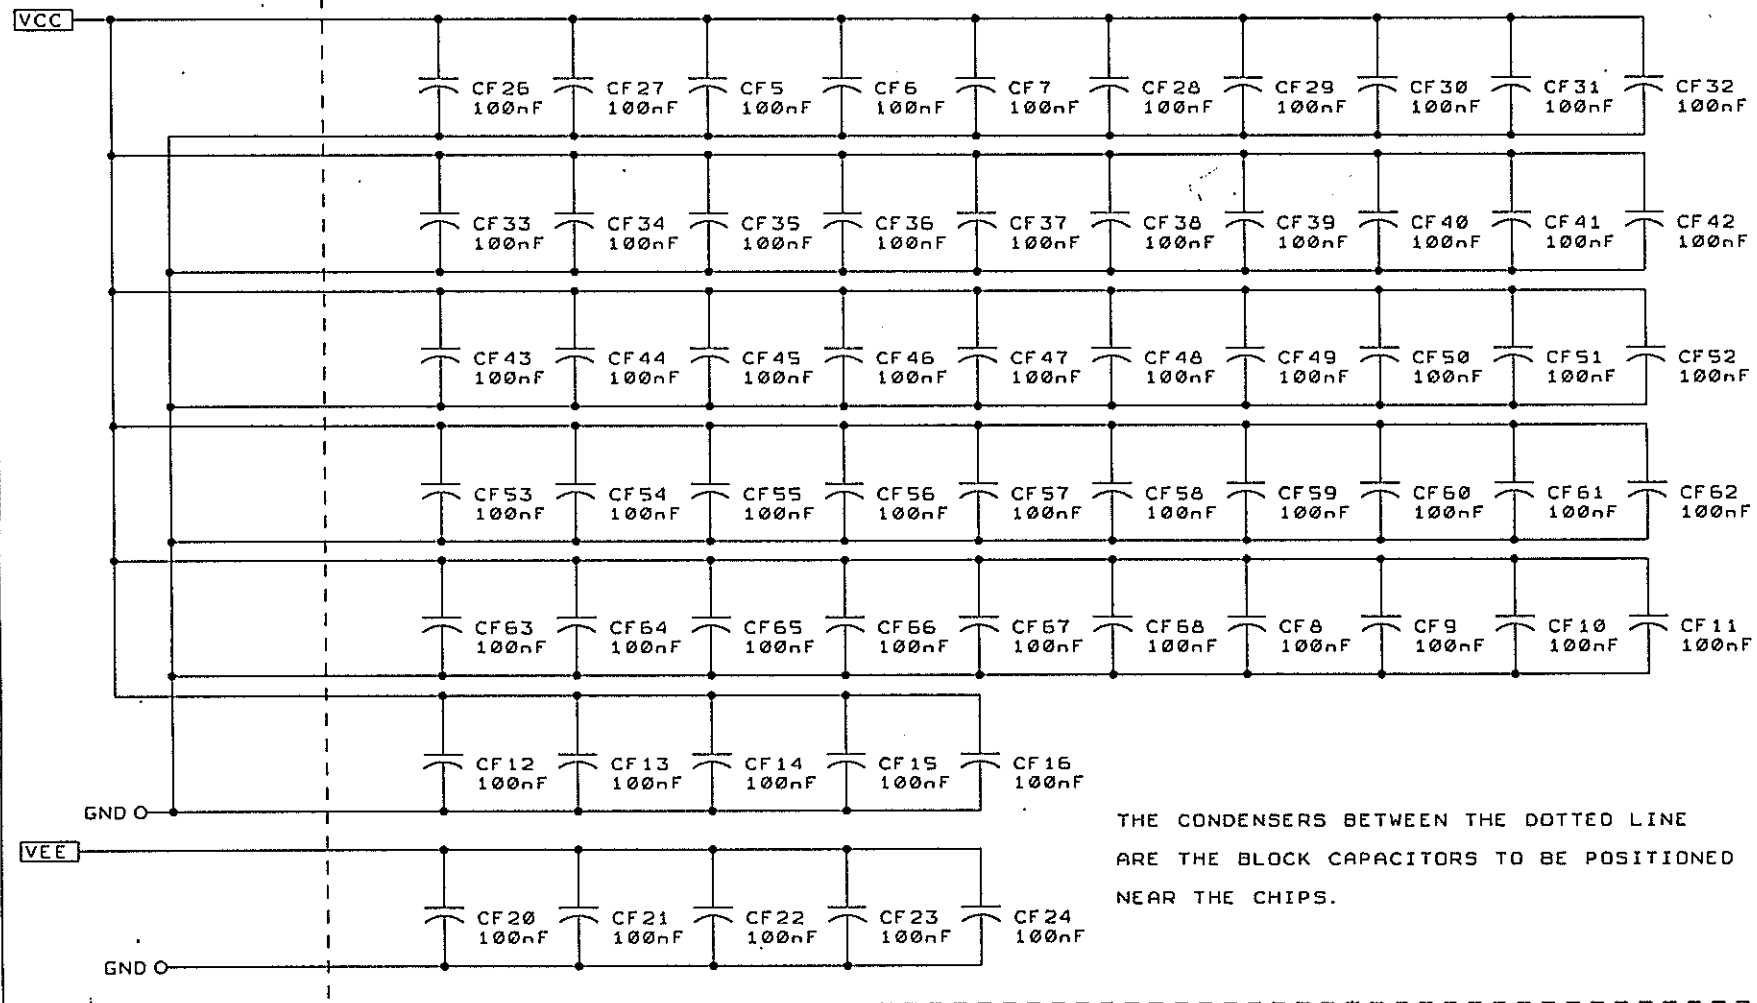 VCC
CF26 CF27 CF5 CF6 CF7 CF28 CF29 CF30 CF31 CF32
100nF 100nF 100nF 100nF 100nF 100nF 100nF 100nF 100nF 100nF
CF33 CF34 CF35 CF36 CF37 CF38 CF39 CF40 CF41 CF42
100nF 100nF 100nF 100nF 100nF 100nF 100nF 100nF 100nF 100nF
CF43 CF44 CF45 CF46 CF47 CF48 CF49 CF50 CF51 CF52
100nF 100nF 100nF 100nF 100nF 100nF 100nF 100nF 100nF 100nF
CF53 CF54 CF55 CF56 CF57 CF58 CF59 CF60 CF61 CF62
100nF 100nF 100nF 100nF 100nF 100nF 100nF 100nF 100nF 100nF
CF63 CF64 CF65 CF66 CF67 CF68 CF8 CF9 CF10 CF11
100nF 100nF 100nF 100nF 100nF 100nF 100nF 100nF 100nF 100nF
CF12 CF13 CF14 CF15 CF16
100nF 100nF 100nF 100nF 100nF
GND
THE CONDENSERS BETWEEN THE DOTTED LINE
ARE THE BLOCK CAPACITORS TO BE POSITIONED
NEAR THE CHIPS.
VEE
CF20 CF21 CF22 CF23 CF24
100nF 100nF 100nF 100nF 100nF
GND